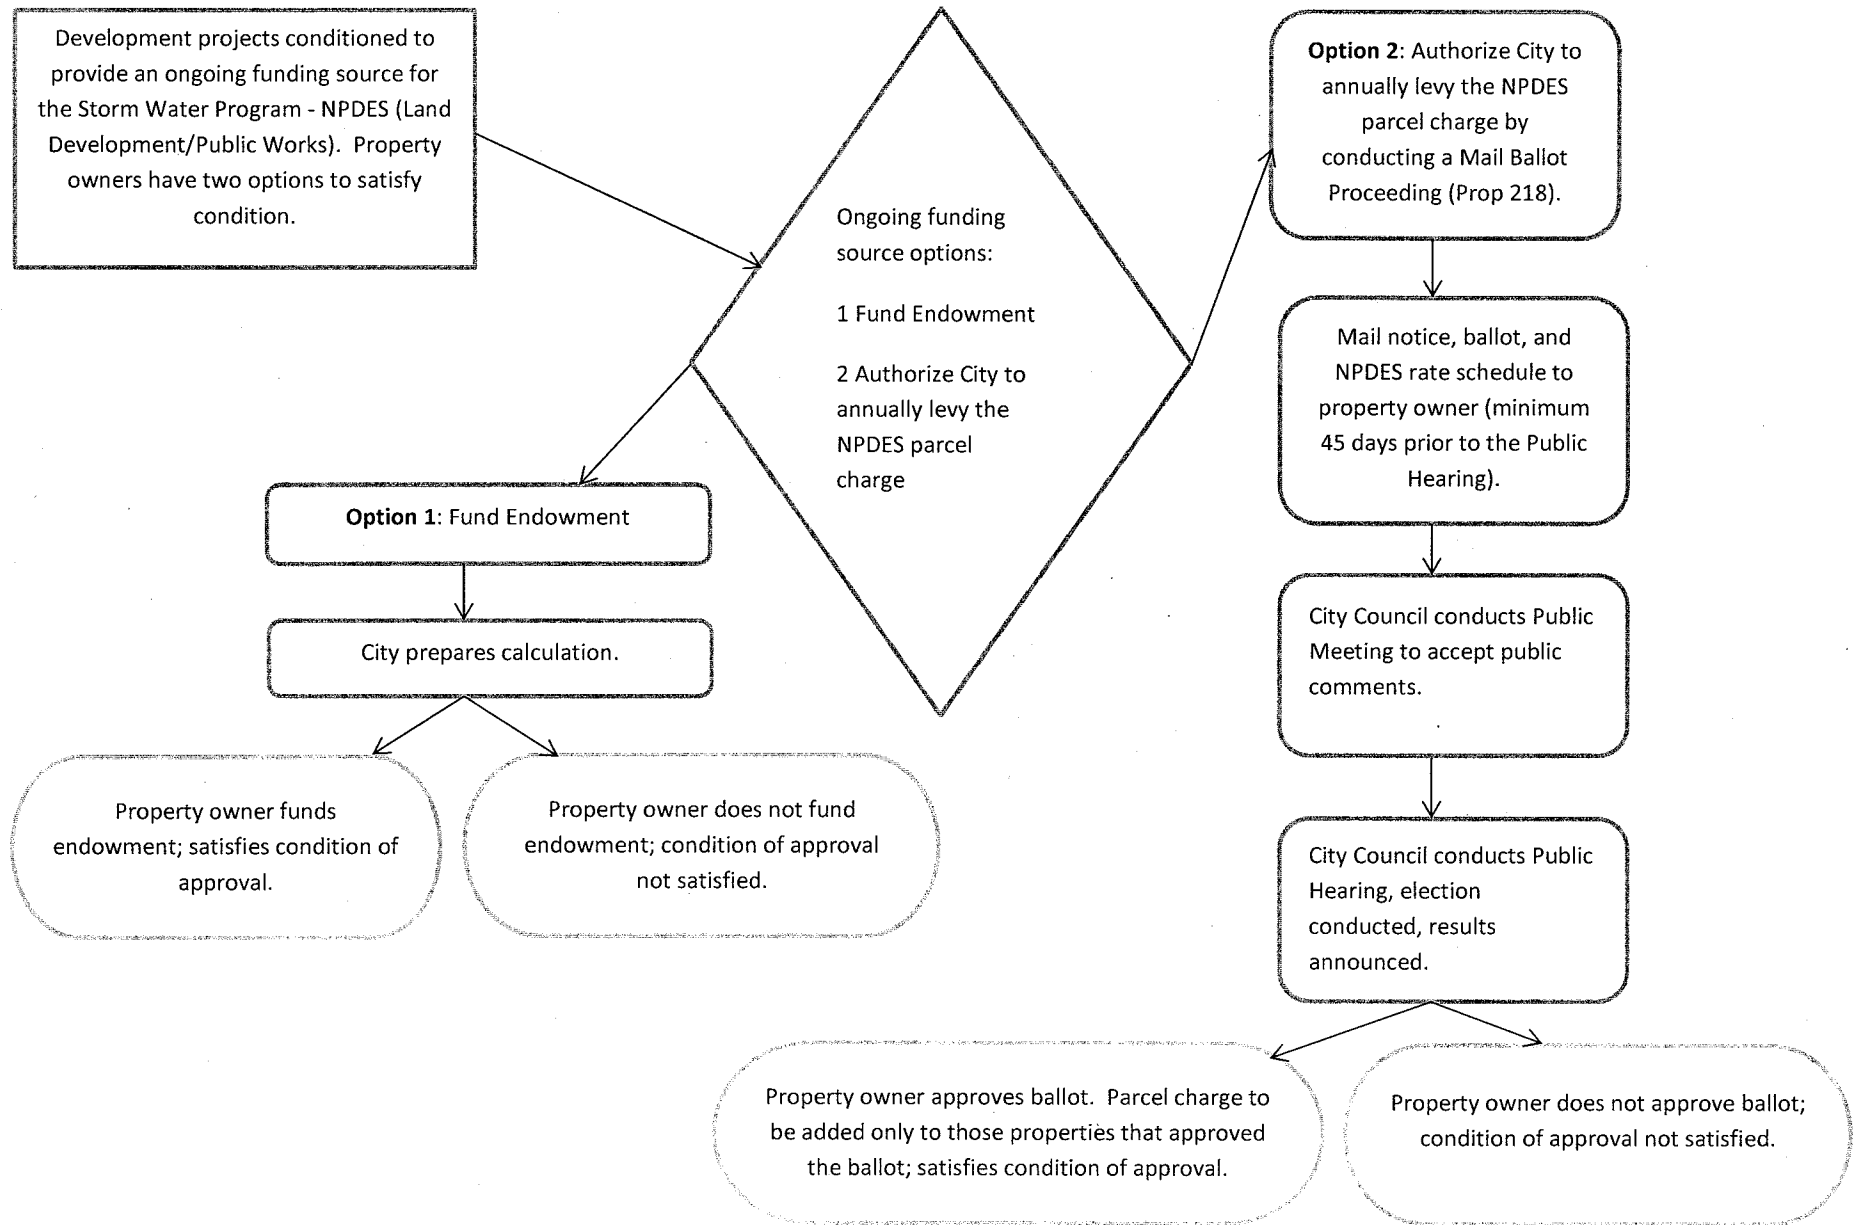 Development projects conditioned to
provide an ongoing funding source for
the Storm Water Program - NPDES (Land
Development/Public Works).  Property
owners have two options to satisfy
condition.
Ongoing funding
source options:
1 Fund Endowment
2 Authorize City to
annually levy the
NPDES parcel
charge
Option 1: Fund Endowment
City prepares calculation.
Property owner funds
endowment; satisfies condition of
approval.
Property owner does not fund
endowment; condition of approval
not satisfied.
Option 2: Authorize City to
annually levy the NPDES
parcel charge by
conducting a Mail Ballot
Proceeding (Prop 218).
Mail notice, ballot, and
NPDES rate schedule to
property owner (minimum
45 days prior to the Public
Hearing).
City Council conducts Public
Meeting to accept public
comments.
City Council conducts Public
Hearing, election
conducted, results
announced.
Property owner approves ballot.  Parcel charge to
be added only to those properties that approved
the ballot; satisfies condition of approval.
Property owner does not approve ballot;
condition of approval not satisfied.